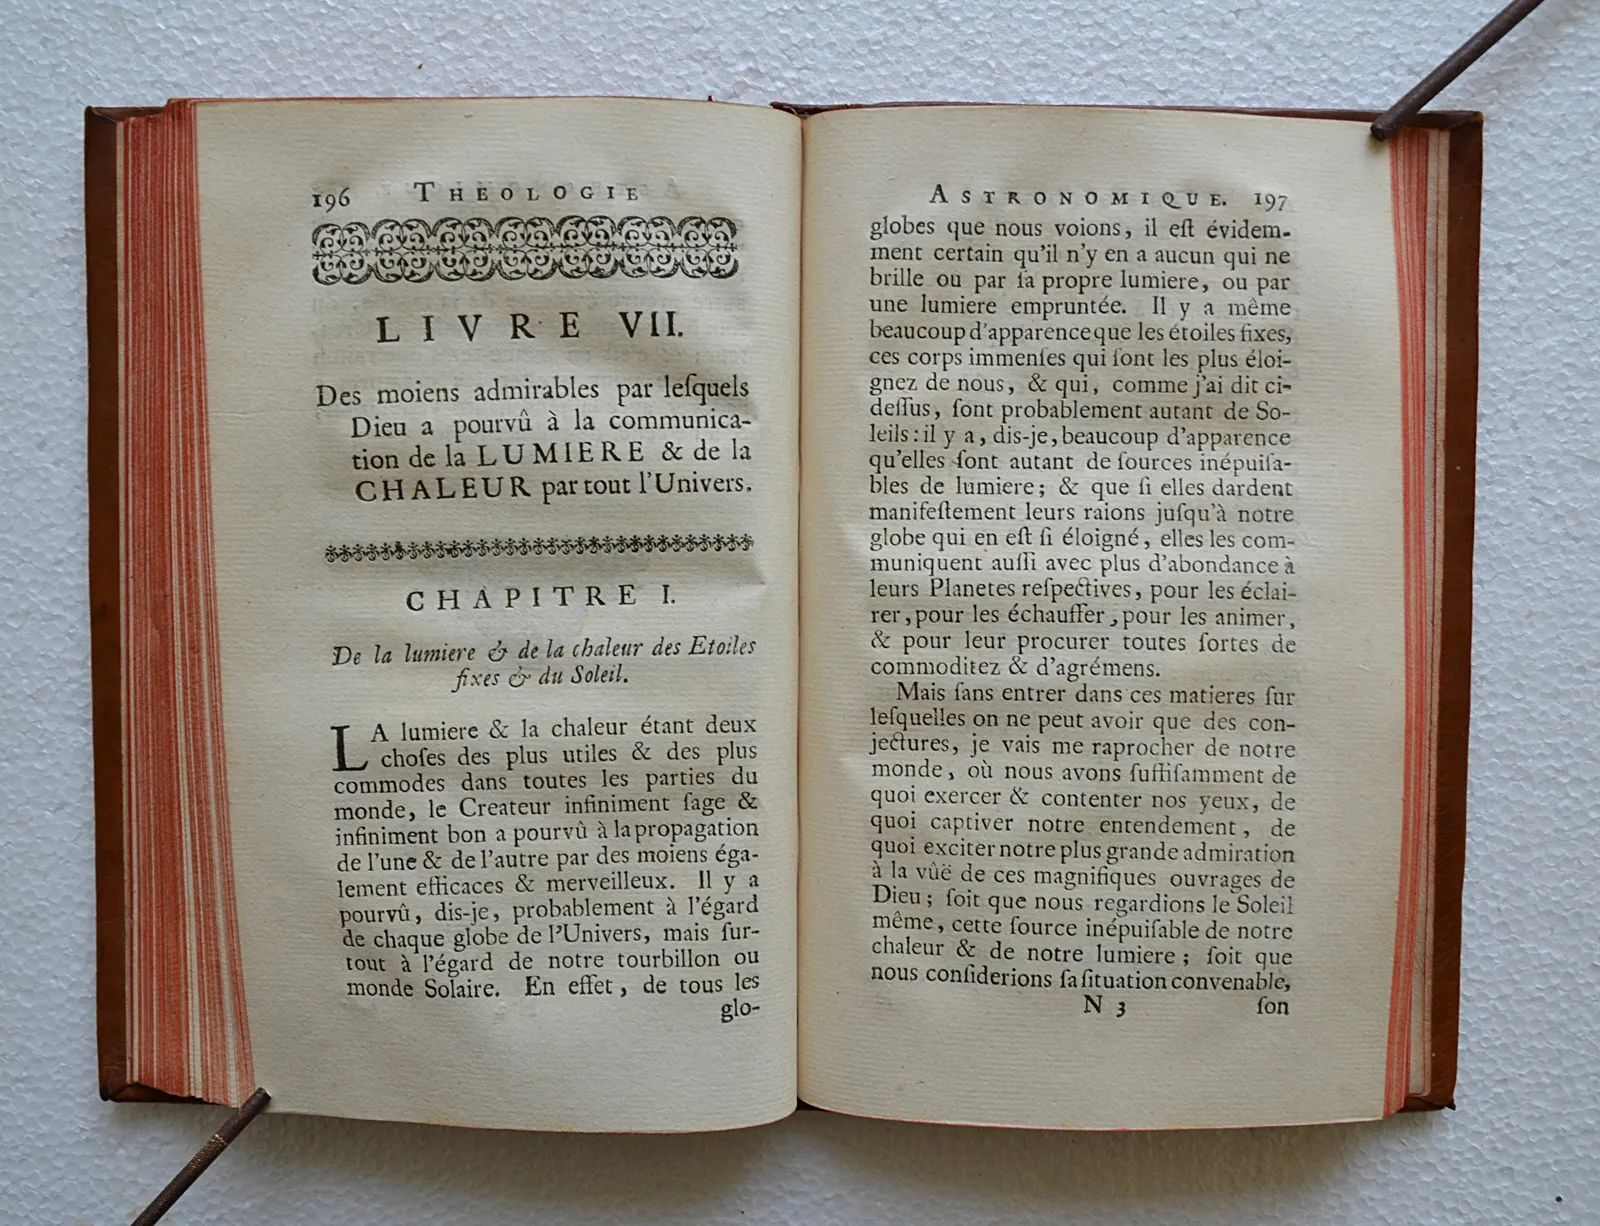 196 THEOLOGIE
LIVRE VII.
Des moiens admirables par leſquels
Dieu a pourvû à la communica-
tion de la LUMIERE & de la
CHALEUR par tout l'Univers.
CHAPITRE I.
De la lumiere & de la chaleur des Etoiles
fixes & du Soleil.
LA lumiere & la chaleur étant deux
choſes des plus utiles & des plus
commodes dans toutes les parties du
monde, le Createur infiniment ſage &
infiniment bon a pourvû à la propagation
de l'une & de l'autre par des moiens éga-
lement efficaces & merveilleux. Il y a
pourvû, dis-je, probablement à l'égard
de chaque globe de l'Univers, mais ſur-
tout à l'égard de notre tourbillon ou
monde Solaire. En effet, de tous les
glo-
ASTRONOMIQUE. 197
globes que nous voions, il eſt évidem-
ment certain qu'il n'y en a aucun qui ne
brille ou par ſa propre lumiere, ou par
une lumiere empruntée. Il y a même
beaucoup d'apparence que les étoiles fixes,
ces corps immenſes qui ſont les plus éloi-
gnez de nous, & qui, comme j'ai dit ci-
deſſus, ſont probablement autant de So-
leils: il y a, dis-je, beaucoup d'apparence
qu'elles ſont autant de ſources inépuiſa-
bles de lumiere; & que ſi elles dardent
manifeſtement leurs raions juſqu'à notre
globe qui en eſt ſi éloigné, elles les com-
muniquent auſſi avec plus d'abondance à
leurs Planetes reſpectives, pour les éclai-
rer, pour les échauffer, pour les animer,
& pour leur procurer toutes ſortes de
commoditez & d'agrémens.
Mais ſans entrer dans ces matieres ſur
leſquelles on ne peut avoir que des con-
jectures, je vais me raprocher de notre
monde, où nous avons ſuffiſamment de
quoi exercer & contenter nos yeux, de
quoi captiver notre entendement, de
quoi exciter notre plus grande admiration
à la vûë de ces magnifiques ouvrages de
Dieu; ſoit que nous regardions le Soleil
même, cette ſource inépuiſable de notre
chaleur & de notre lumiere; ſoit que
nous conſiderions ſa ſituation convenable,
N 3 ſon